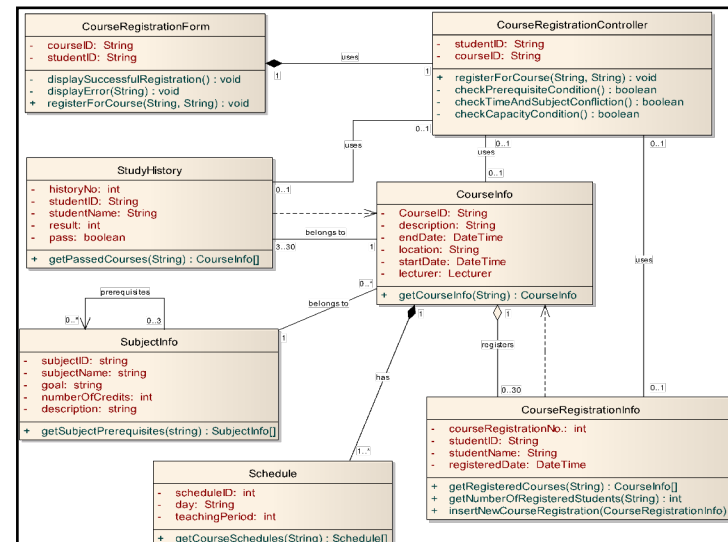 CourseRegistrationForm
- courseID: String
- studentID: String
- displaySuccessfulRegistration() : void
- displayError(String) : void
+ registerForCourse(String, String) : void
uses
1
1
CourseRegistrationController
- studentID: String
- courseID: String
+ registerForCourse(String, String) : void
- checkPrerequisiteCondition() : boolean
- checkTimeAndSubjectConfliction() : boolean
- checkCapacityCondition() : boolean
0..1
uses
0..1
0..1
uses
0..1
0..1
uses
0..1
StudyHistory
- historyNo: int
- studentID: String
- studentName: String
- result: int
- pass: boolean
+ getPassedCourses(String) : CourseInfo[]
belongs to
3..30
1
CourseInfo
- CourseID: String
- description: String
- endDate: DateTime
- location: String
- startDate: DateTime
- lecturer: Lecturer
+ getCourseInfo(String) : CourseInfo
prerequisites
0..*
0..3
belongs to
0..*
1
SubjectInfo
- subjectID: string
- subjectName: string
- goal: string
- numberOfCredits: int
- description: string
+ getSubjectPrerequisites(string) : SubjectInfo[]
1
has
1..*
1
registers
0..30
CourseRegistrationInfo
- courseRegistrationNo.: int
- studentID: String
- studentName: String
- registeredDate: DateTime
+ getRegisteredCourses(String) : CourseInfo[]
+ getNumberOfRegisteredStudents(String) : int
+ insertNewCourseRegistration(CourseRegistrationInfo)
Schedule
- scheduleID: int
- day: String
- teachingPeriod: int
+ getCourseSchedules(String) : Schedule[]